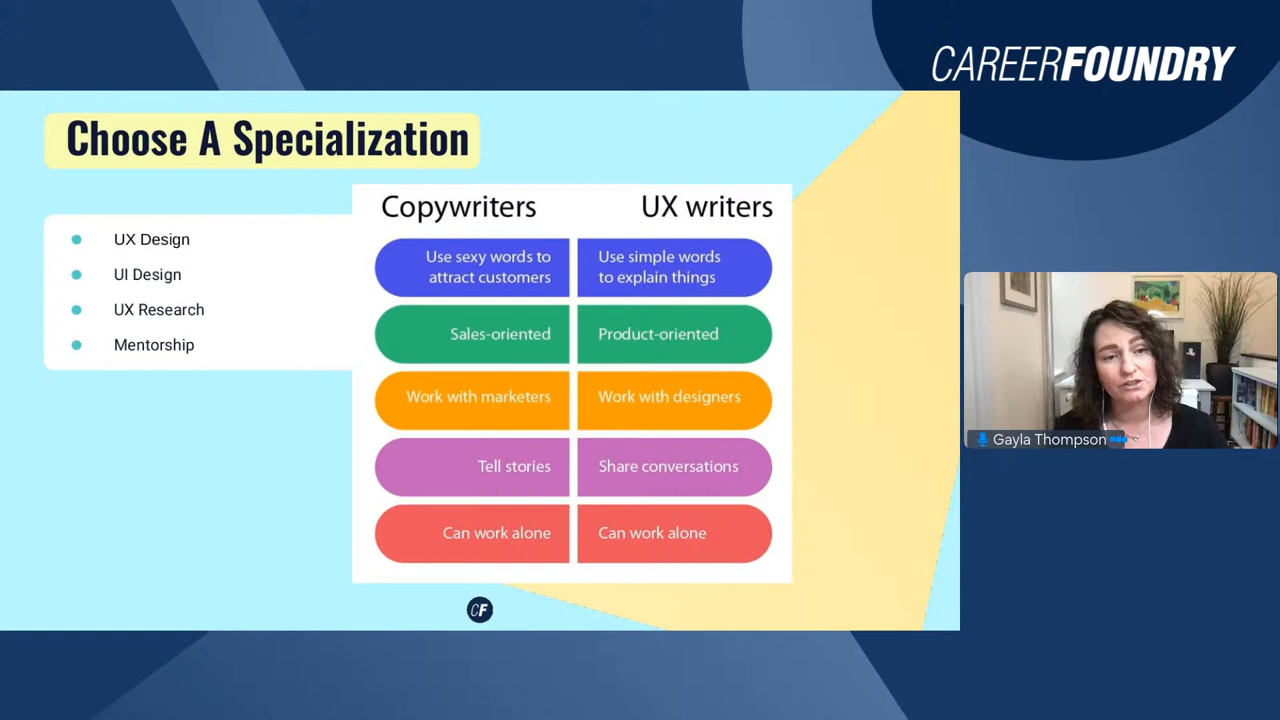 CAREERFOUNDRY
Choose A Specialization
UX Design
UI Design
UX Research
Mentorship
Copywriters
UX writers
Use sexy words to
attract customers
Use simple words
to explain things
Sales-oriented
Product-oriented
Work with marketers
Work with designers
Tell stories
Share conversations
Can work alone
Can work alone
CF
Gayla Thompson